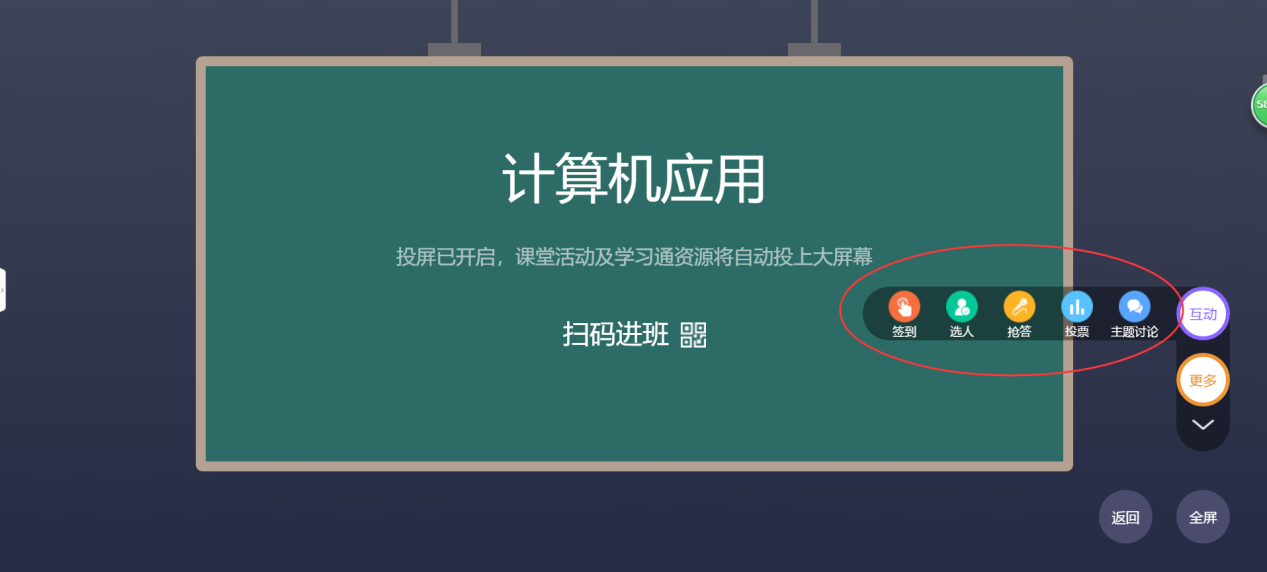 计算机应用
投屏已开启，课堂活动及学习通资源将自动投上大屏幕
扫码进班
签到 选人 抢答 投票 主题讨论
互动
更多
返回 全屏